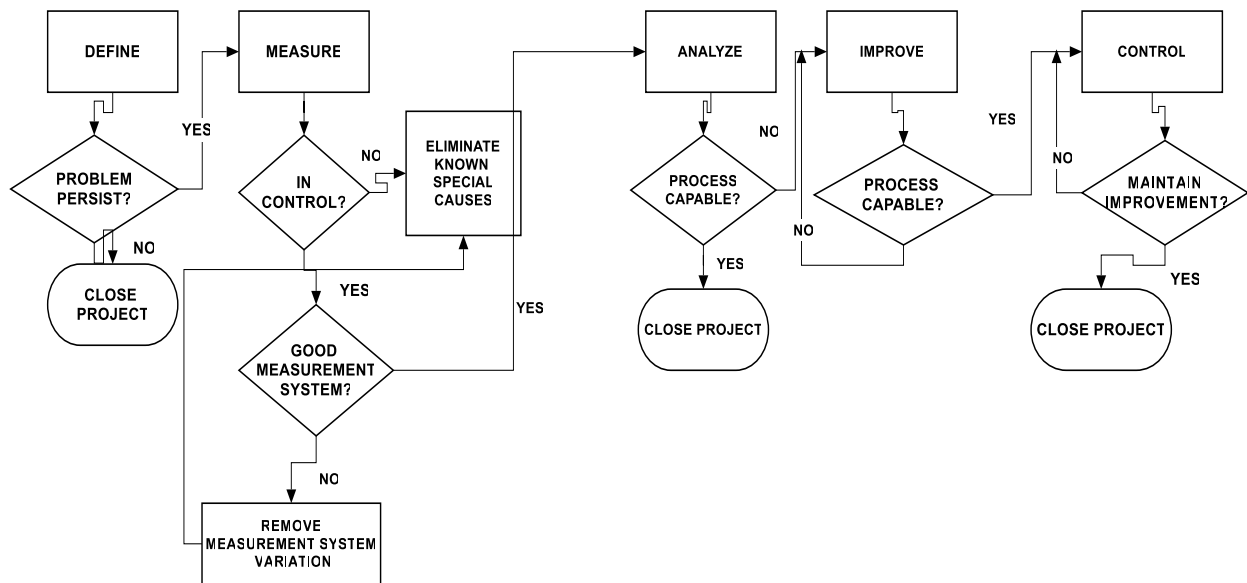 DEFINE
MEASURE
ANALYZE
IMPROVE
CONTROL
YES
NO
ELIMINATE
KNOWN
SPECIAL
CAUSES
NO
YES
NO
PROBLEM
PERSIST?
IN
CONTROL?
PROCESS
CAPABLE?
PROCESS
CAPABLE?
MAINTAIN
IMPROVEMENT?
NO
NO
YES
YES
YES
YES
CLOSE
PROJECT
CLOSE PROJECT
CLOSE PROJECT
GOOD
MEASUREMENT
SYSTEM?
NO
REMOVE
MEASUREMENT SYSTEM
VARIATION